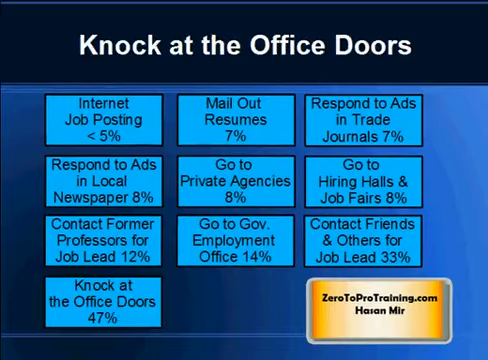 Knock at the Office Doors
Internet
Job Posting
< 5%
Mail Out
Resumes
7%
Respond to Ads
in Trade
Journals 7%
Respond to Ads
in Local
Newspaper 8%
Go to
Private Agencies
8%
Go to
Hiring Halls &
Job Fairs 8%
Contact Former
Professors for
Job Lead 12%
Go to Gov.
Employment
Office 14%
Contact Friends
& Others for
Job Lead 33%
Knock at
the Office Doors
47%
ZeroToProTraining.com
Hasan Mir